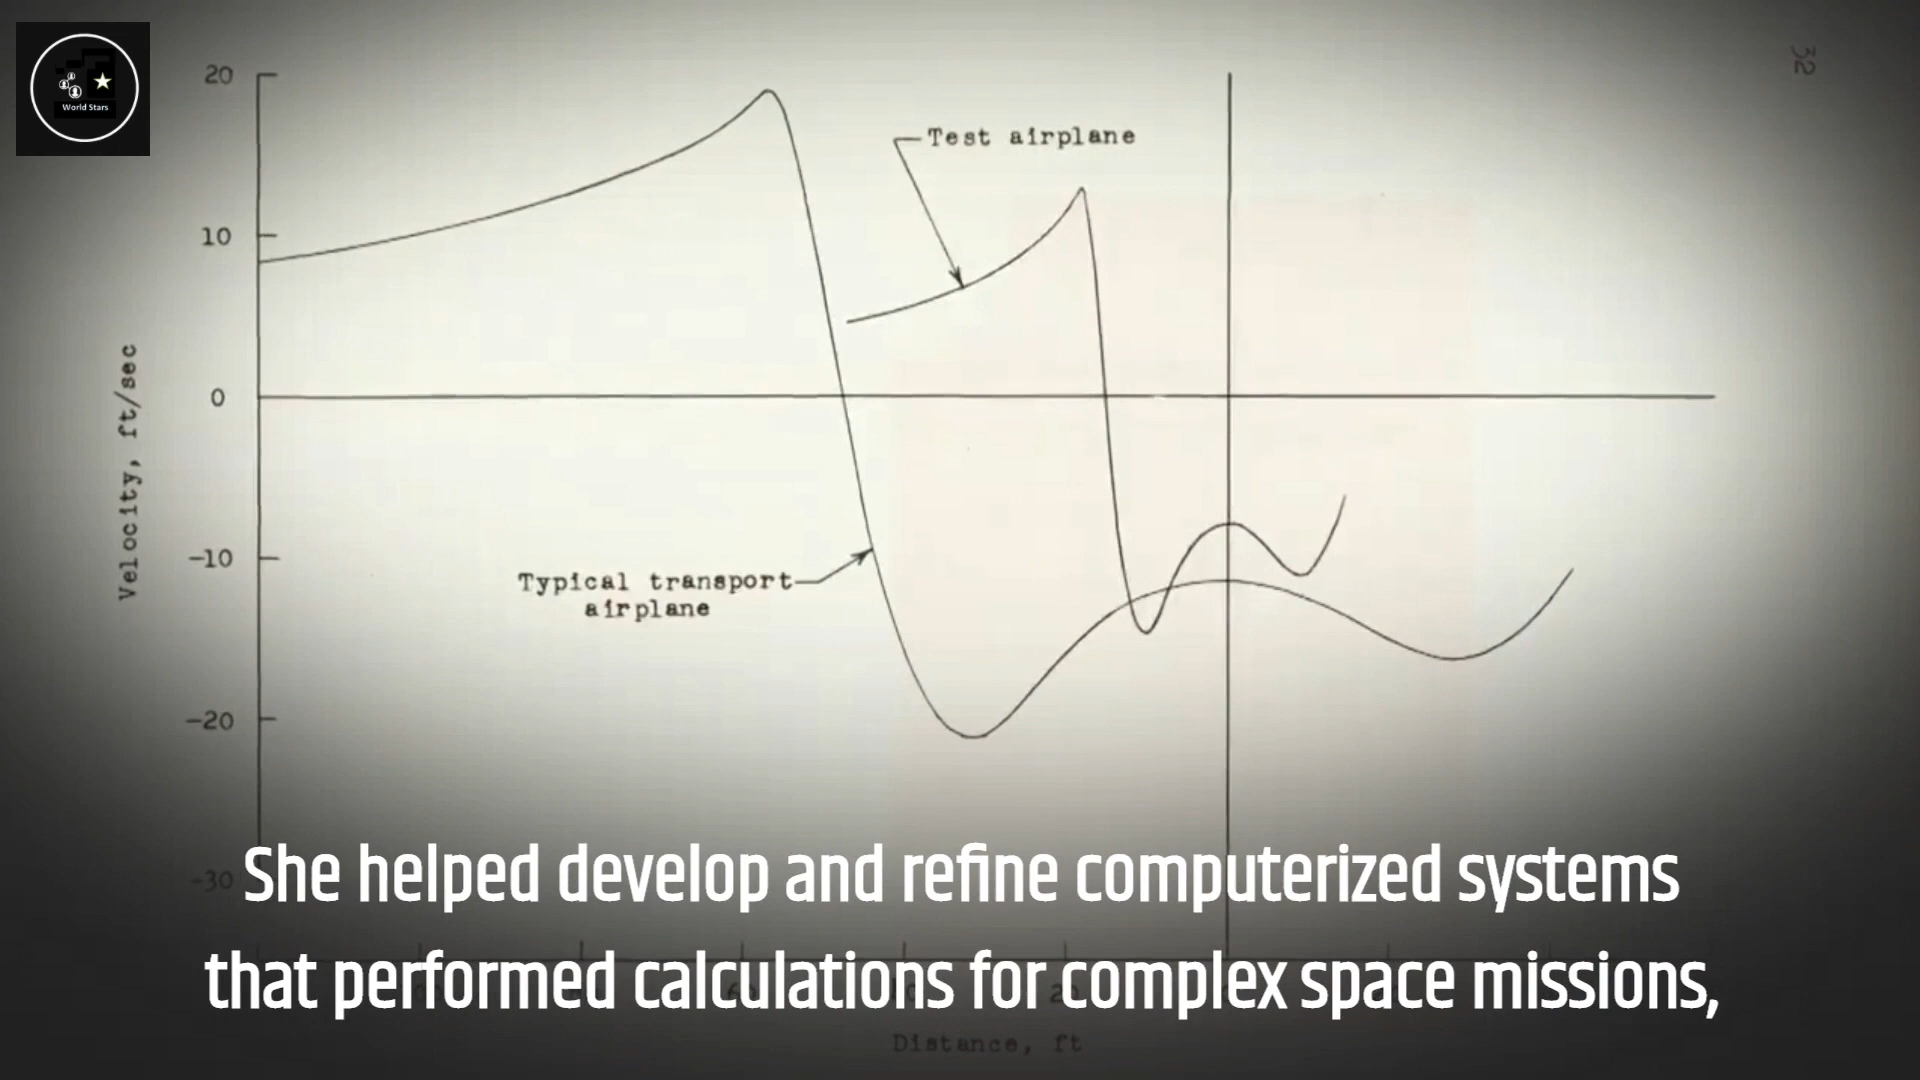 World Stars
32
20
10
0
-10
-20
-30
Velocity, ft/sec
Test airplane
Typical transport
airplane
She helped develop and refine computerized systems
that performed calculations for complex space missions,
Distance, ft